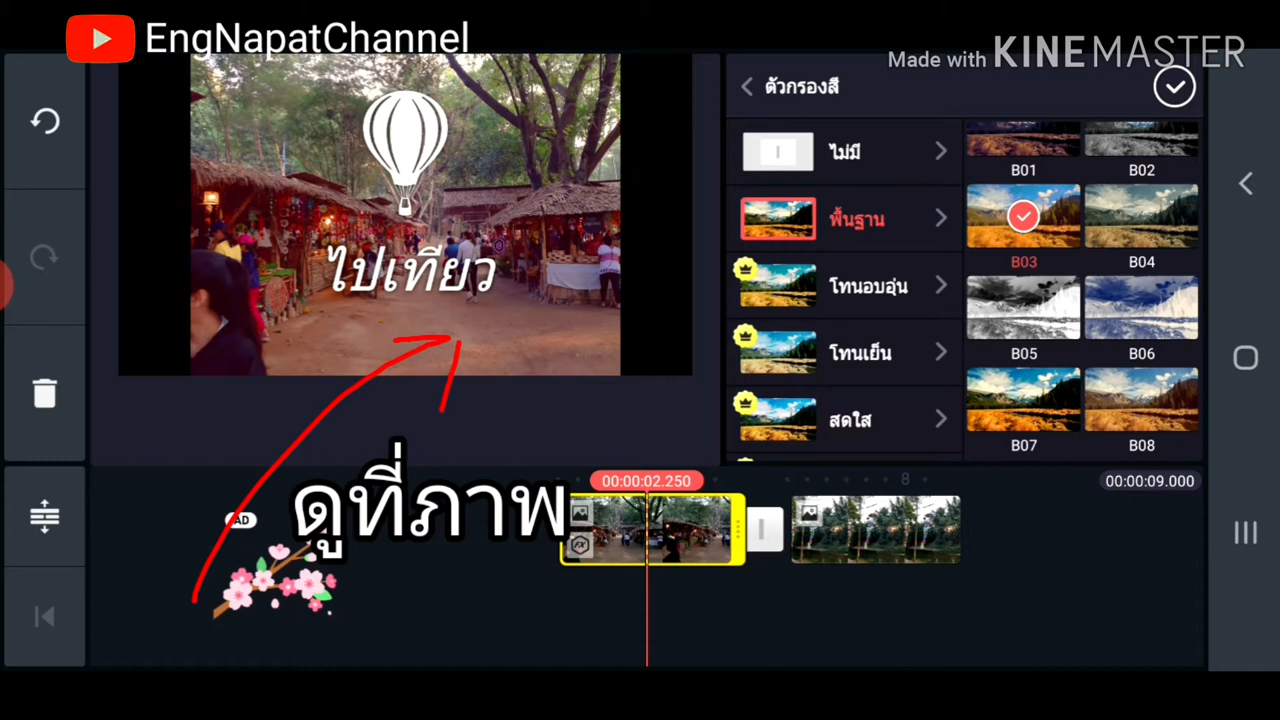 EngNapatChannel
Made with KINEMASTER
ตัวกรองสี
ไม่มี
พื้นฐาน
โทนอบอุ่น
โทนเย็น
สดใส
B01 B02
B03 B04
B05 B06
B07 B08
ไปเที่ยว
ดูที่ภาพ
AD
00:00:02.250
8
00:00:09.000